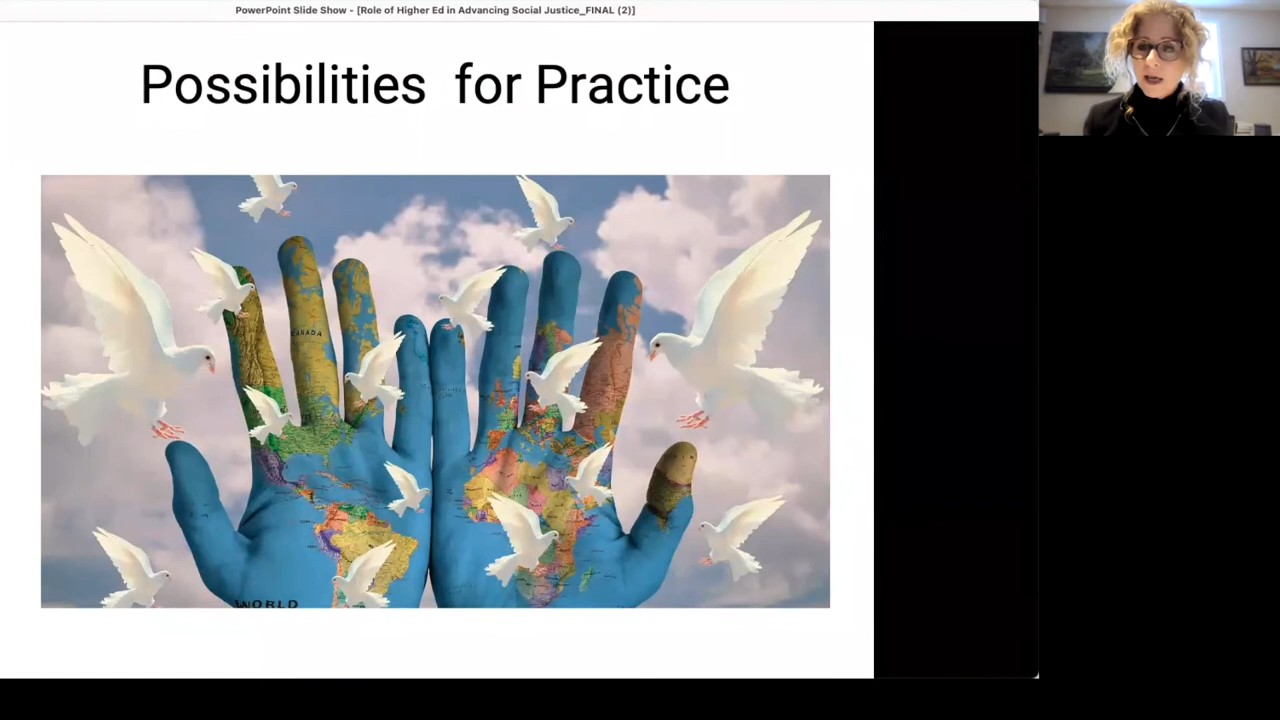 PowerPoint Slide Show - [Role of Higher Ed in Advancing Social Justice_FINAL (2)]
Possibilities for Practice
CANADA
WORLD